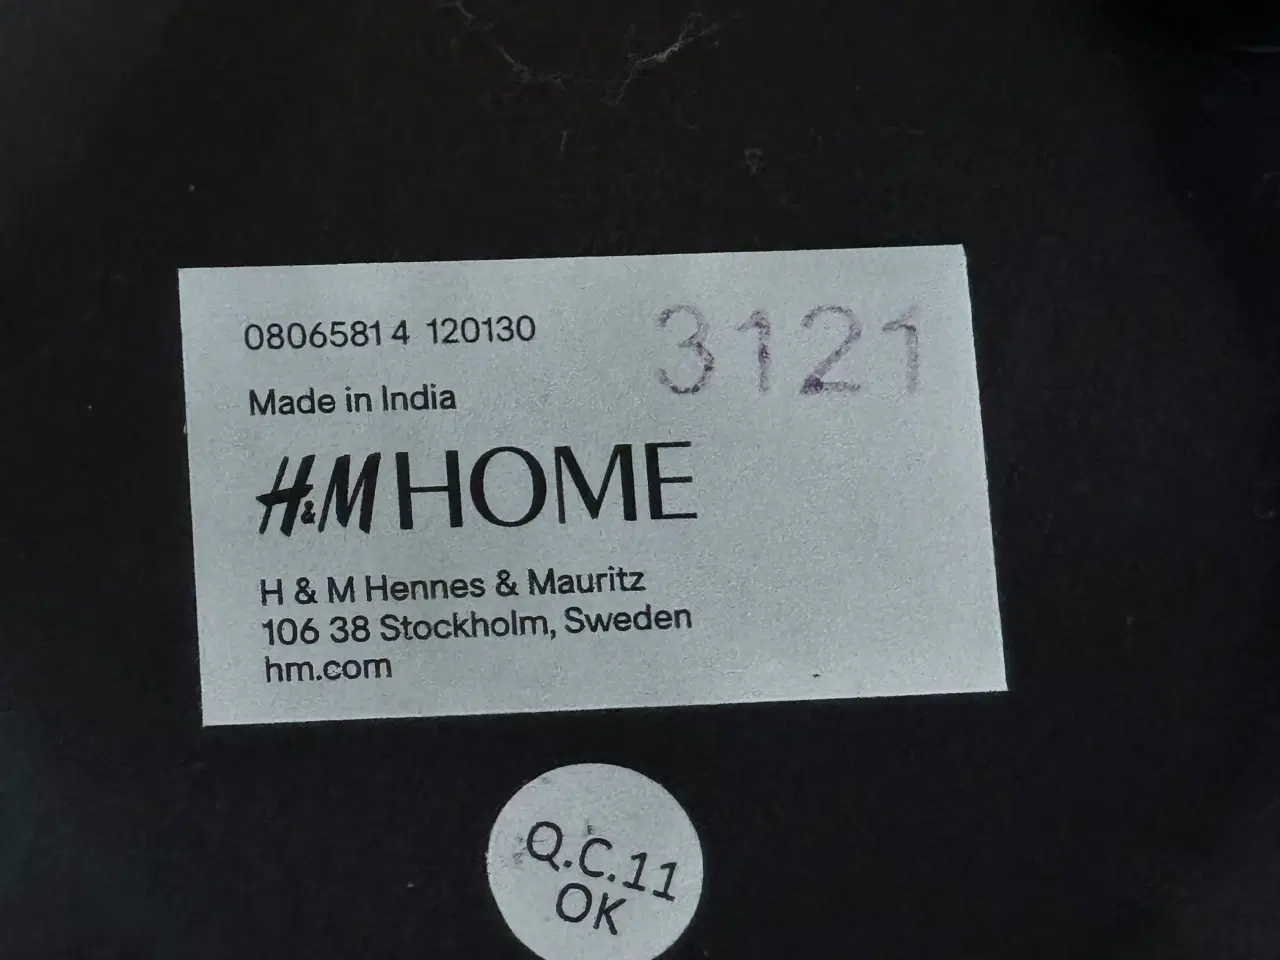 08065814 120130
3121
Made in India
H&M HOME
H & M Hennes & Mauritz
106 38 Stockholm, Sweden
hm.com
Q.C.11
OK